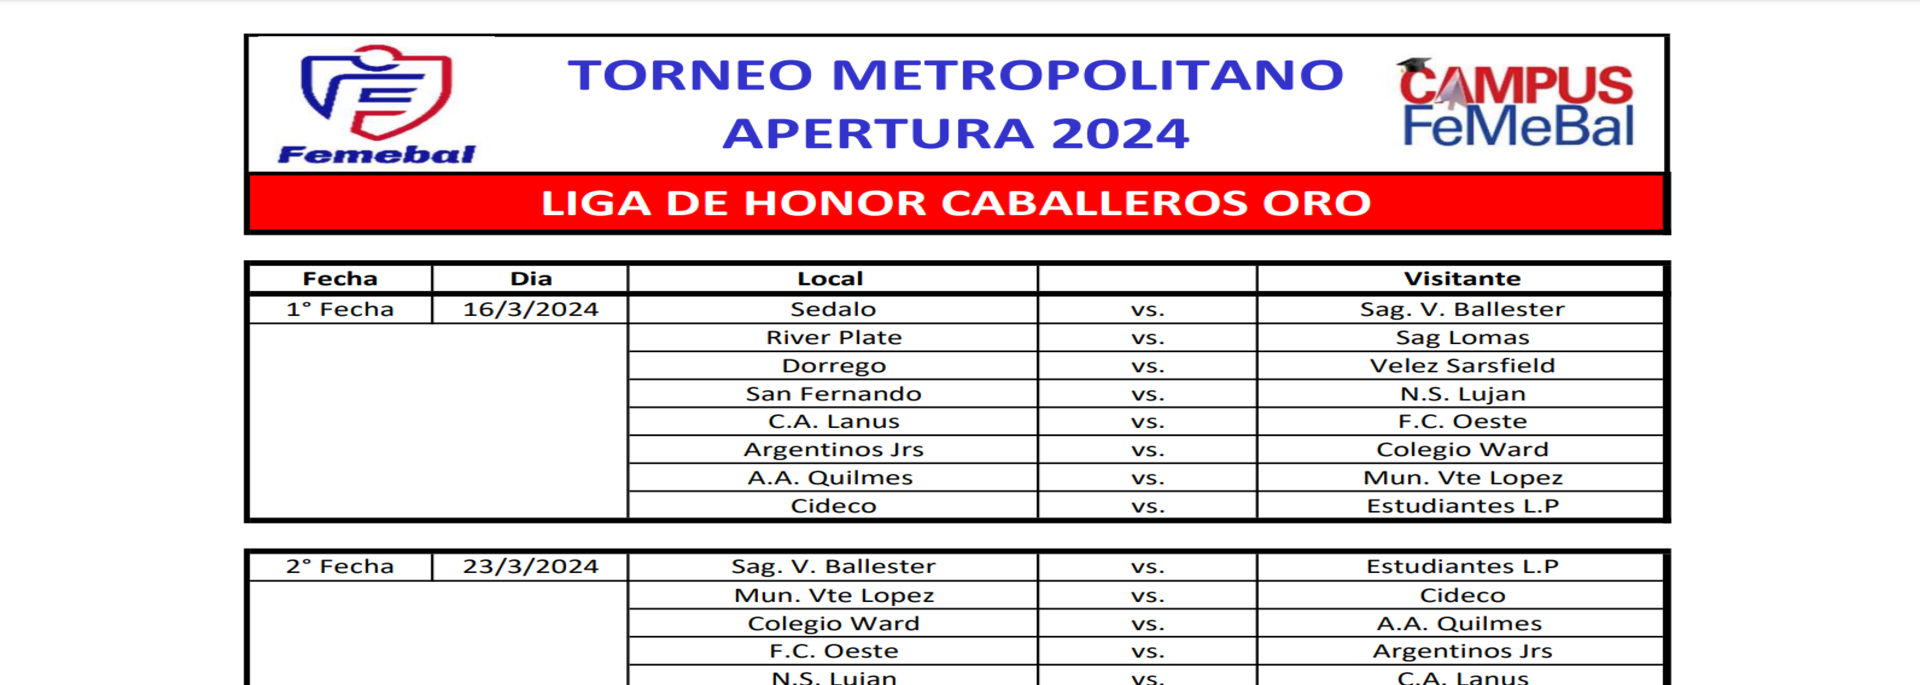 TORNEO METROPOLITANO
APERTURA 2024
Femebal
CAMPUS
FeMeBal
LIGA DE HONOR CABALLEROS ORO
Fecha Dia Local Visitante
1° Fecha 16/3/2024 Sedalo vs. Sag. V. Ballester
River Plate vs. Sag Lomas
Dorrego vs. Velez Sarsfield
San Fernando vs. N.S. Lujan
C.A. Lanus vs. F.C. Oeste
Argentinos Jrs vs. Colegio Ward
A.A. Quilmes vs. Mun. Vte Lopez
Cideco vs. Estudiantes L.P
2° Fecha 23/3/2024 Sag. V. Ballester vs. Estudiantes L.P
Mun. Vte Lopez vs. Cideco
Colegio Ward vs. A.A. Quilmes
F.C. Oeste vs. Argentinos Jrs
N.S. Lujan vs. C.A. Lanus